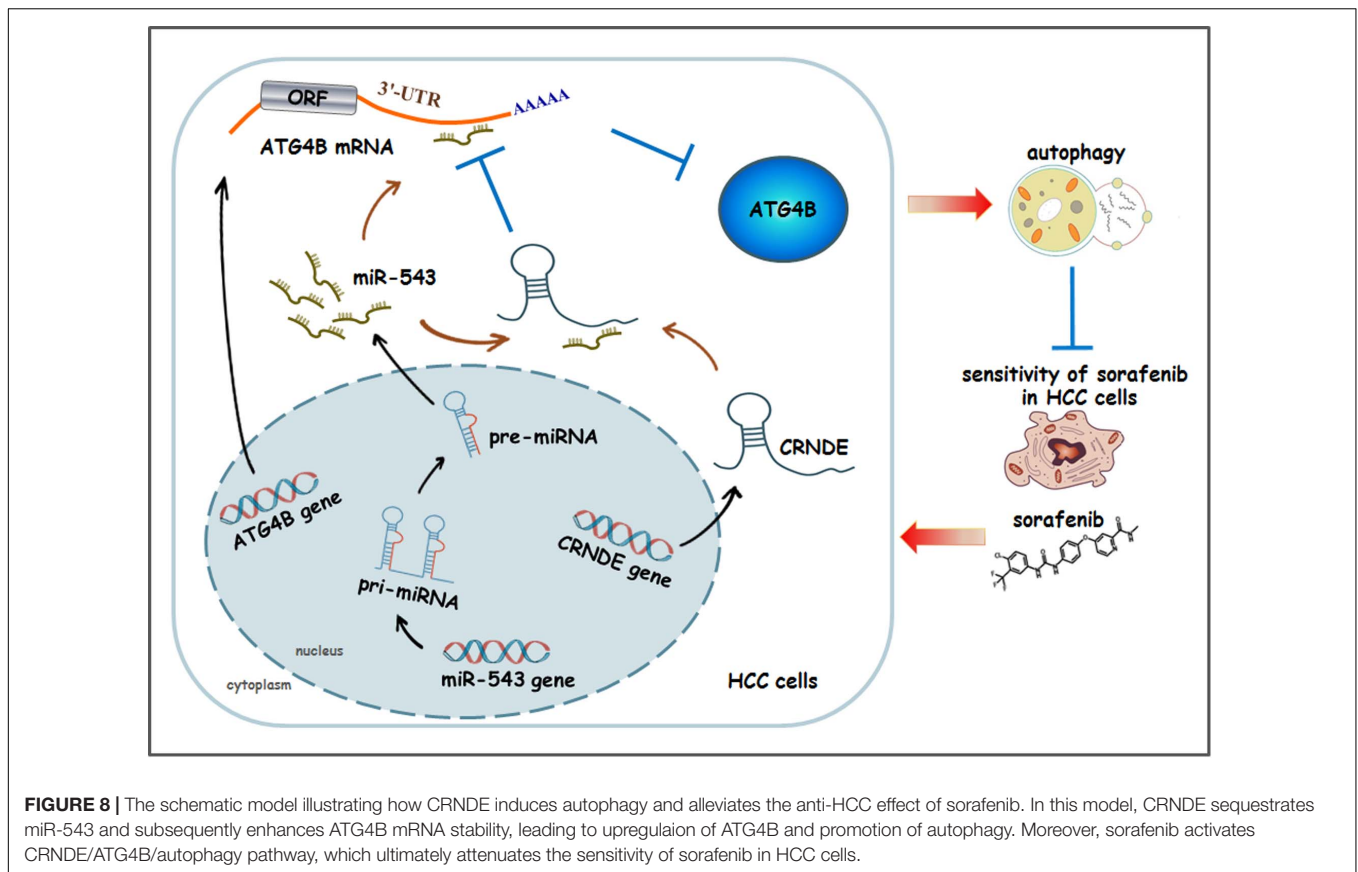 ORF
3'-UTR
AAAAA
ATG4B mRNA
autophagy
ATG4B
miR-543
sensitivity of sorafenib
in HCC cells
pre-miRNA
CRNDE
ATG4B gene
sorafenib
CRNDE gene
pri-miRNA
nucleus
miR-543 gene
cytoplasm
HCC cells
Cl
F
F
F
O
N
H
N
H
O
N
O
N
H
FIGURE 8 | The schematic model illustrating how CRNDE induces autophagy and alleviates the anti-HCC effect of sorafenib. In this model, CRNDE sequestrates
miR-543 and subsequently enhances ATG4B mRNA stability, leading to upregulaion of ATG4B and promotion of autophagy. Moreover, sorafenib activates
CRNDE/ATG4B/autophagy pathway, which ultimately attenuates the sensitivity of sorafenib in HCC cells.